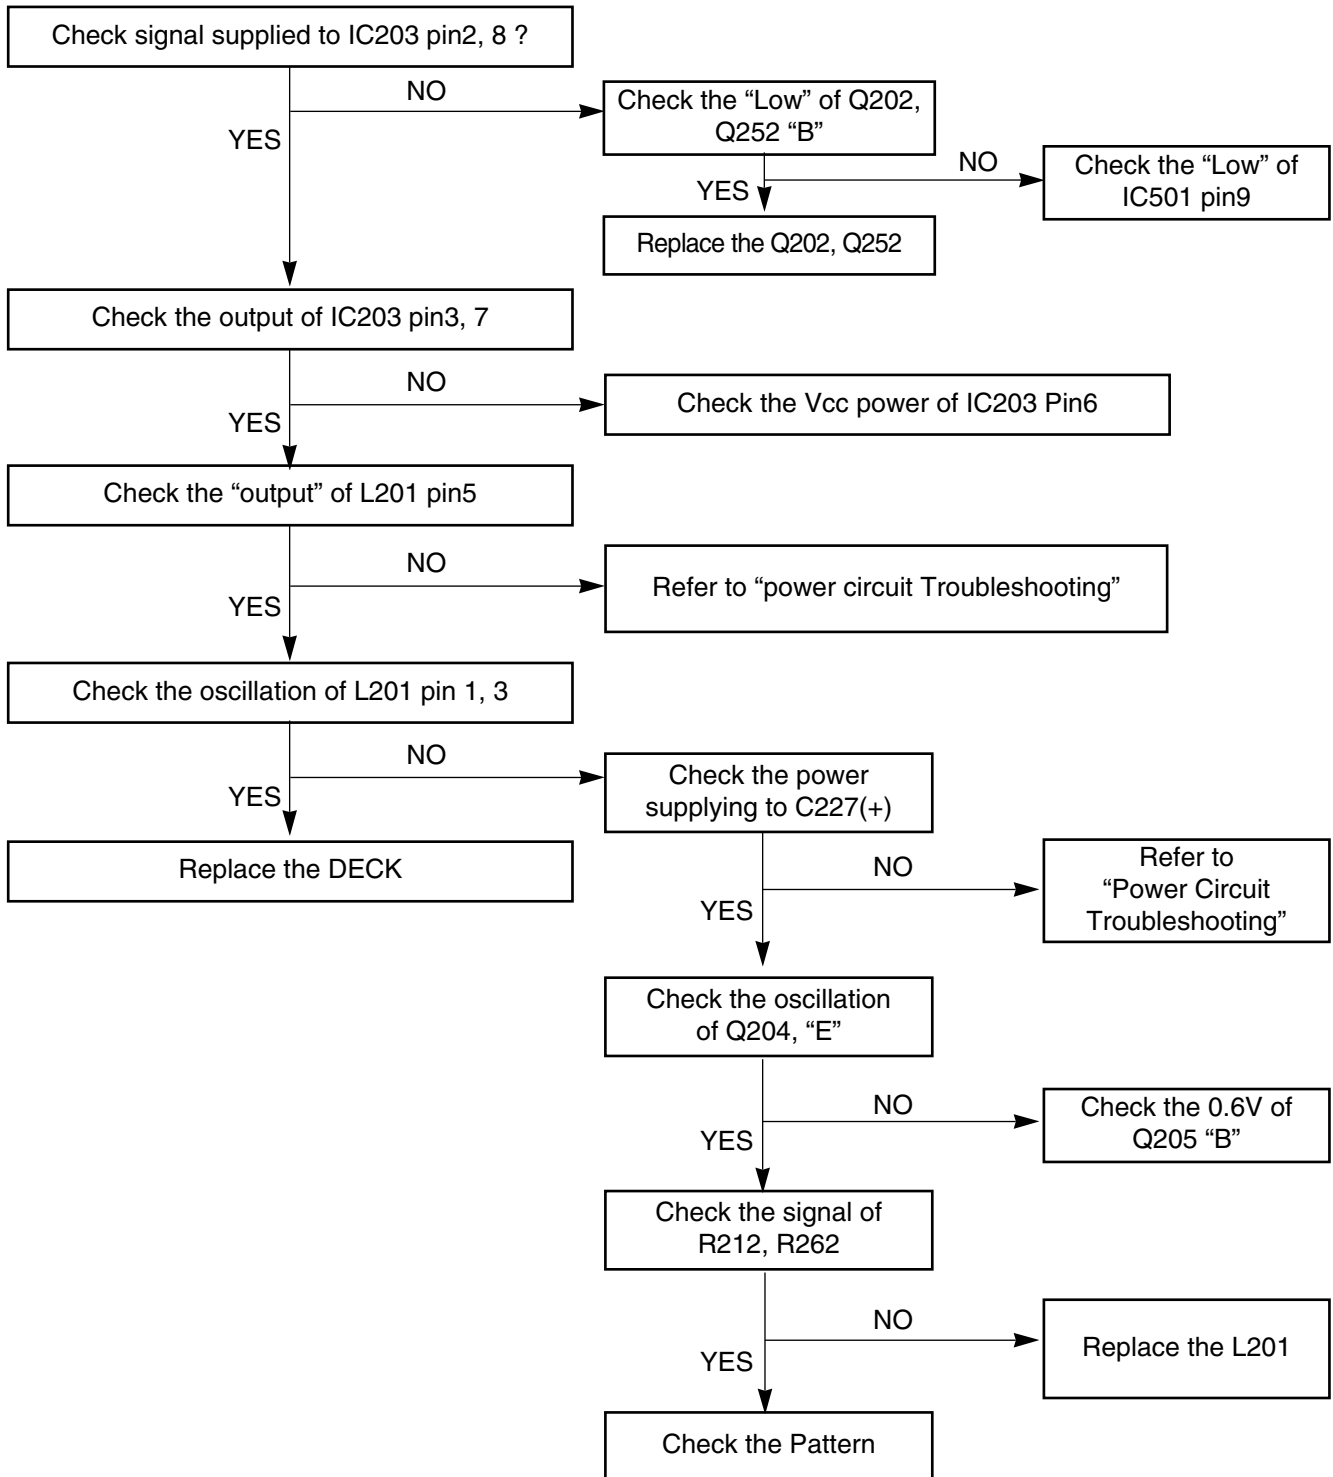 Check signal supplied to IC203 pin2, 8 ?
NO
YES
Check the “Low” of Q202,
Q252 “B”
NO
YES
Check the “Low” of
IC501 pin9
Replace the Q202, Q252
Check the output of IC203 pin3, 7
NO
YES
Check the Vcc power of IC203 Pin6
Check the “output” of L201 pin5
NO
YES
Refer to “power circuit Troubleshooting”
Check the oscillation of L201 pin 1, 3
NO
YES
Check the power
supplying to C227(+)
Replace the DECK
NO
YES
Refer to
“Power Circuit
Troubleshooting”
Check the oscillation
of Q204, “E”
NO
YES
Check the 0.6V of
Q205 “B”
Check the signal of
R212, R262
NO
YES
Replace the L201
Check the Pattern